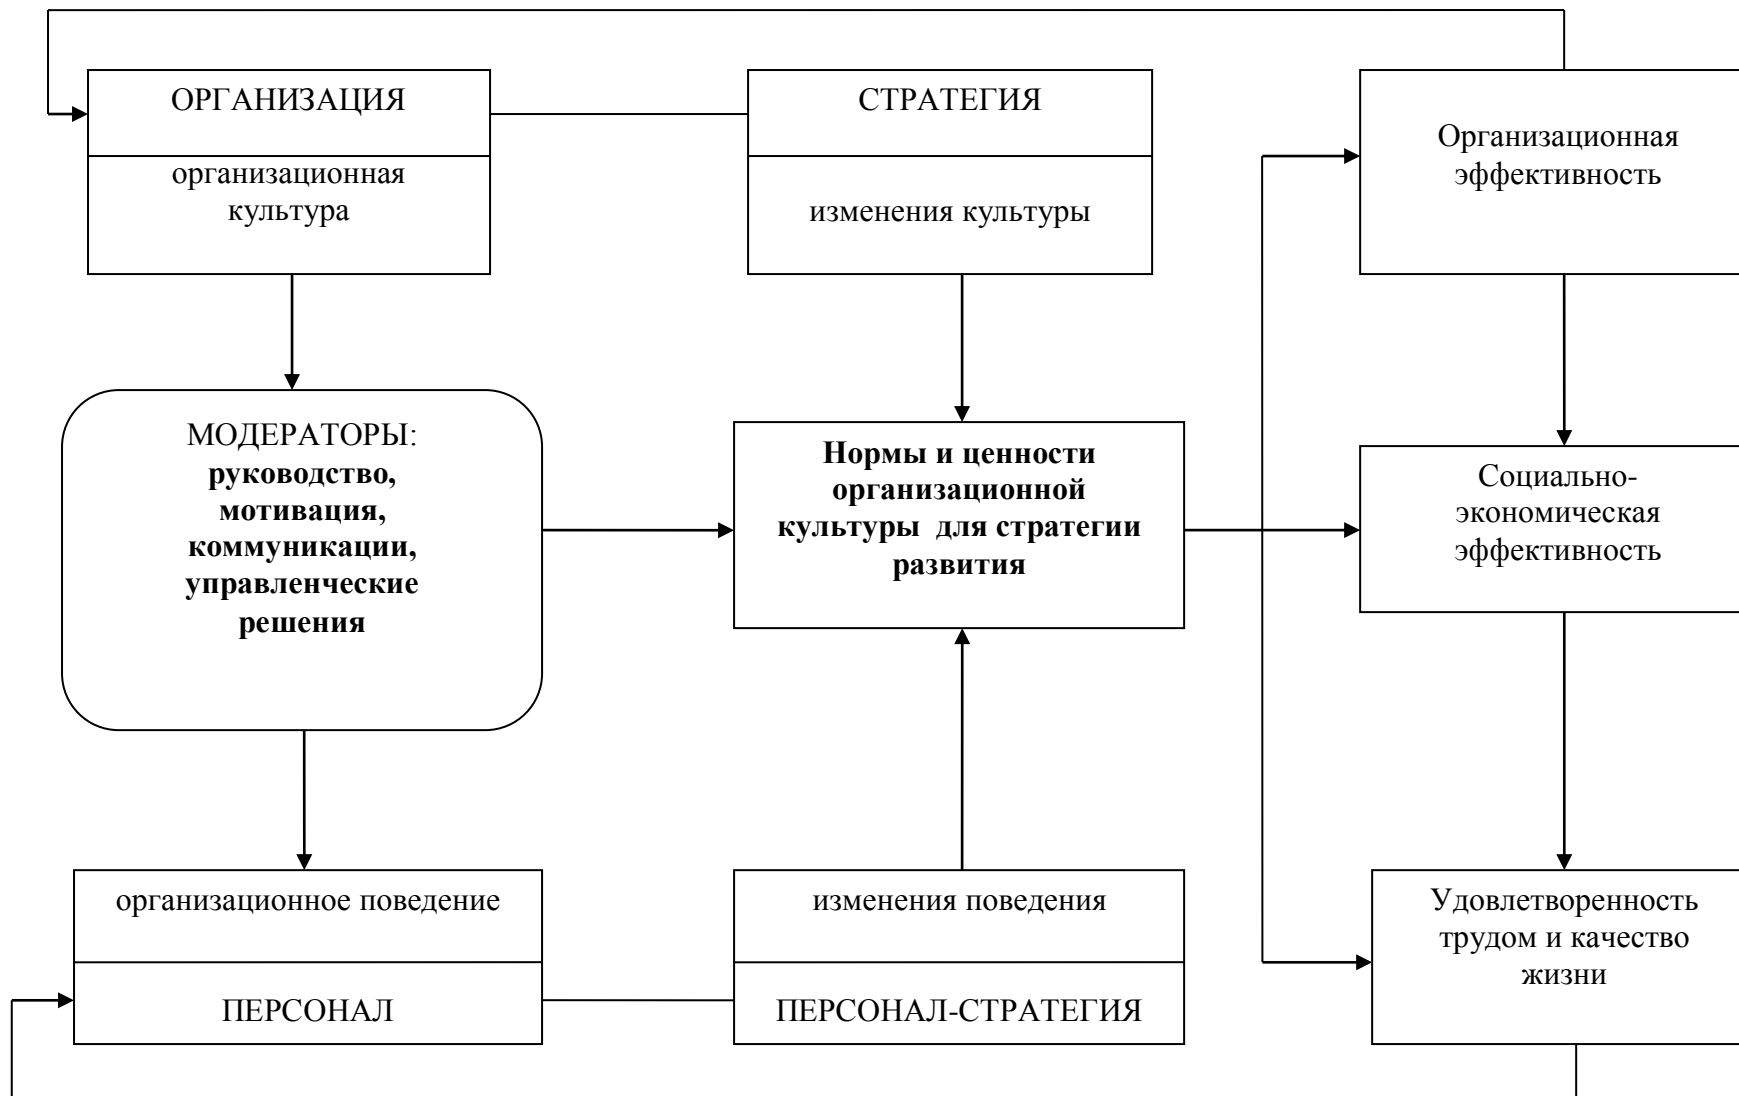 ОРГАНИЗАЦИЯ
организационная
культура
СТРАТЕГИЯ
изменения культуры
Организационная
эффективность
МОДЕРАТОРЫ:
руководство,
мотивация,
коммуникации,
управленческие
решения
Нормы и ценности
организационной
культуры для стратегии
развития
Социально-
экономическая
эффективность
организационное поведение
ПЕРСОНАЛ
изменения поведения
ПЕРСОНАЛ-СТРАТЕГИЯ
Удовлетворенность
трудом и качество
жизни